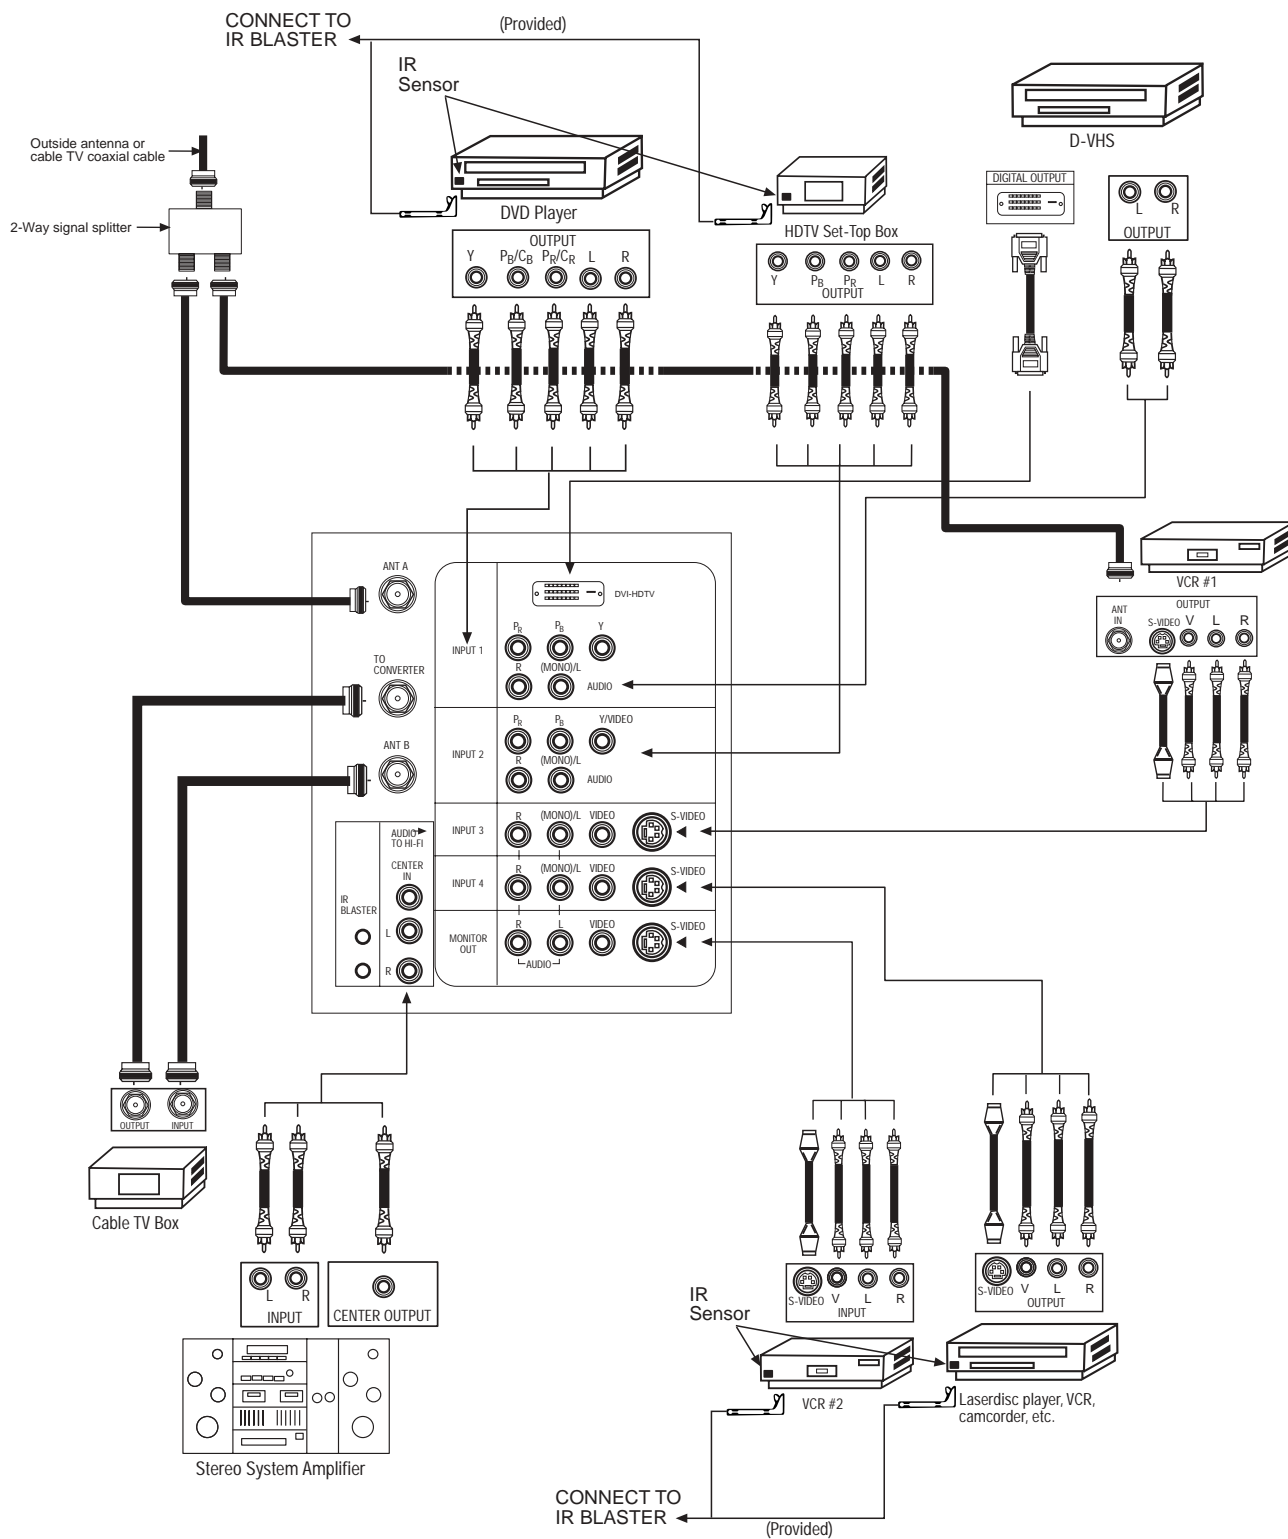 CONNECT TO
IR BLASTER
(Provided)
IR
Sensor
Outside antenna or
cable TV coaxial cable
2-Way signal splitter
DVD Player
OUTPUT
Y PB/CB PR/CR L R
HDTV Set-Top Box
Y PB PR L R
OUTPUT
D-VHS
DIGITAL OUTPUT
L R
OUTPUT
VCR #1
ANT
IN
OUTPUT
S-VIDEO V L R
ANT A
TO
CONVERTER
ANT B
AUDIO
TO HI-FI
CENTER
IN
IR
BLASTER
L
R
DVI-HDTV
INPUT 1
PR PB Y
R (MONO)/L AUDIO
INPUT 2
PR PB Y/VIDEO
R (MONO)/L AUDIO
INPUT 3
R (MONO)/L VIDEO S-VIDEO
INPUT 4
R (MONO)/L VIDEO S-VIDEO
MONITOR
OUT
R L VIDEO S-VIDEO
AUDIO
OUTPUT INPUT
Cable TV Box
L R
INPUT
CENTER OUTPUT
Stereo System Amplifier
S-VIDEO V L R
INPUT
S-VIDEO V L R
OUTPUT
IR
Sensor
VCR #2
Laserdisc player, VCR,
camcorder, etc.
CONNECT TO
IR BLASTER
(Provided)